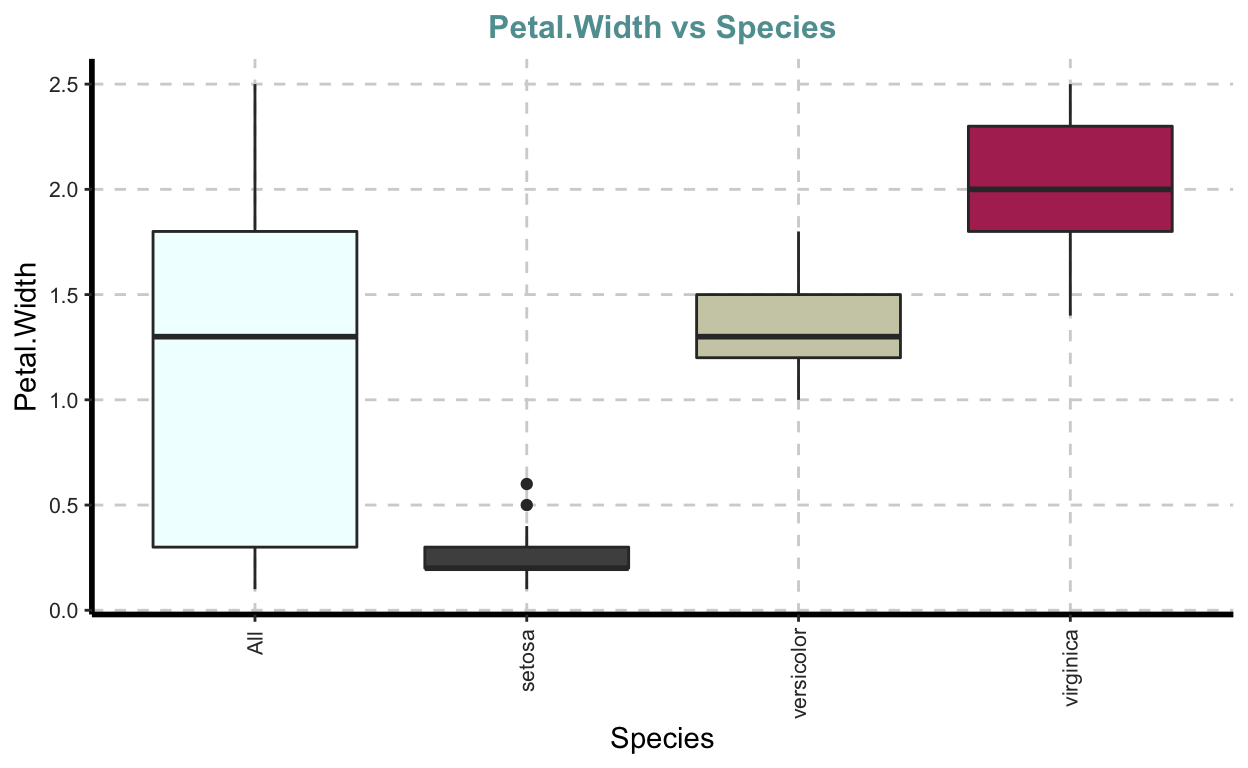 Petal.Width vs Species
Petal.Width
2.5
2.0
1.5
1.0
0.5
0.0
All
setosa
versicolor
virginica
Species